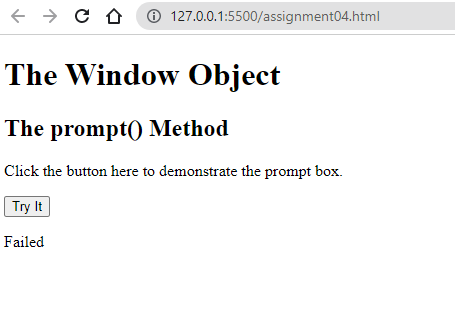 127.0.0.1:5500/assignment04.html
The Window Object
The prompt() Method
Click the button here to demonstrate the prompt box.
Try It
Failed